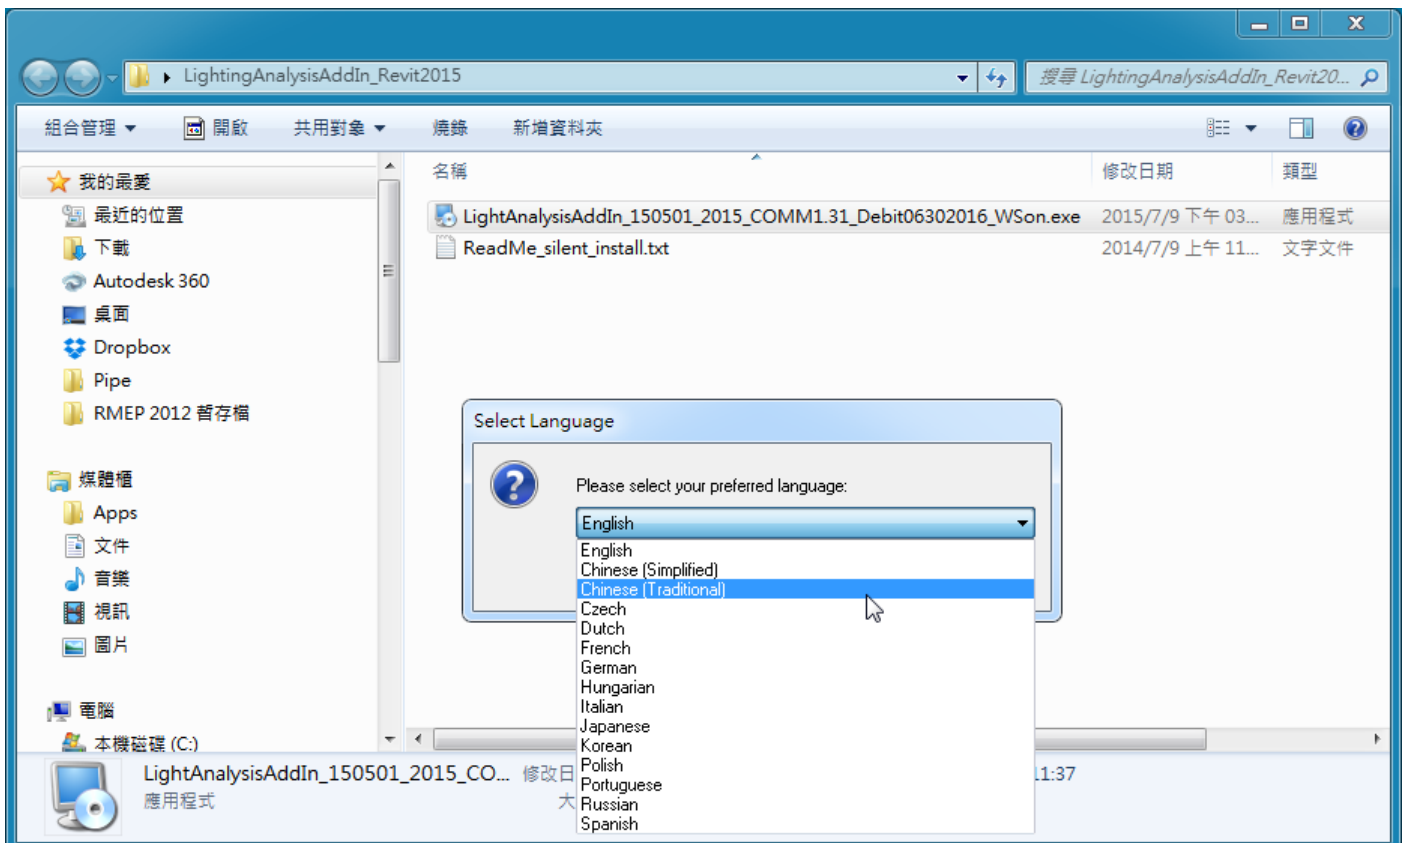 LightingAnalysisAddIn_Revit2015
搜尋 LightingAnalysisAddIn_Revit20...
組合管理 開啟 共用對象 燒錄 新增資料夾
我的最愛
最近的位置
下載
Autodesk 360
桌面
Dropbox
Pipe
RMEP 2012 暫存檔
媒體櫃
Apps
文件
音樂
視訊
圖片
電腦
本機磁碟 (C:)
名稱 修改日期 類型
LightAnalysisAddIn_150501_2015_COMM1.31_Debit06302016_WSon.exe 2015/7/9 下午 03... 應用程式
ReadMe_silent_install.txt 2014/7/9 上午 11... 文字文件
Select Language
Please select your preferred language:
English
English
Chinese (Simplified)
Chinese (Traditional)
Czech
Dutch
French
German
Hungarian
Italian
Japanese
Korean
Polish
Portuguese
Russian
Spanish
LightAnalysisAddIn_150501_2015_CO... 修改日 11:37
應用程式 大